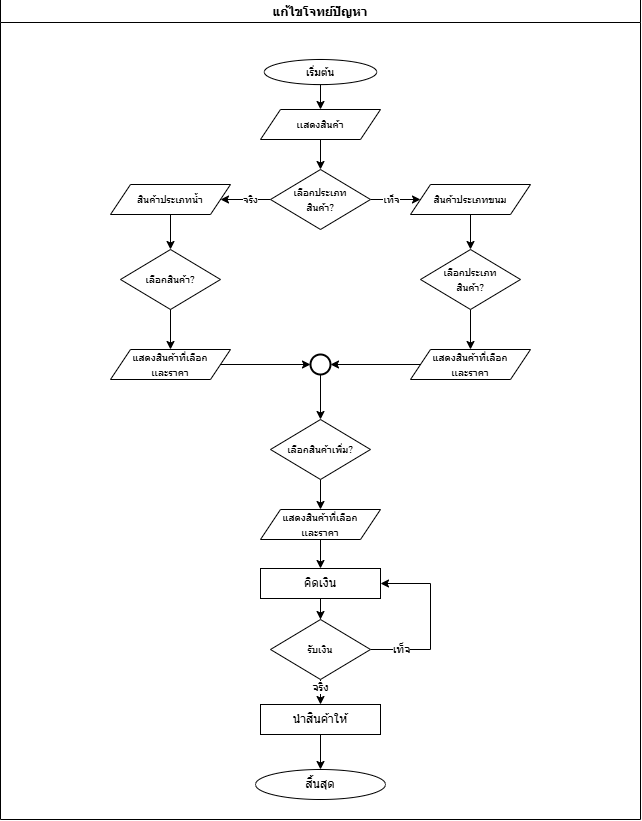 แก้ไขโจทย์ปัญหา
เริ่มต้น
แสดงสินค้า
เลือกประเภท
สินค้า?
จริง
เท็จ
สินค้าประเภทน้ำ
สินค้าประเภทขนม
เลือกสินค้า?
เลือกประเภท
สินค้า?
แสดงสินค้าที่เลือก
และราคา
แสดงสินค้าที่เลือก
และราคา
เลือกสินค้าเพิ่ม?
แสดงสินค้าที่เลือก
และราคา
คิดเงิน
รับเงิน
เท็จ
จริง
นำสินค้าให้
สิ้นสุด